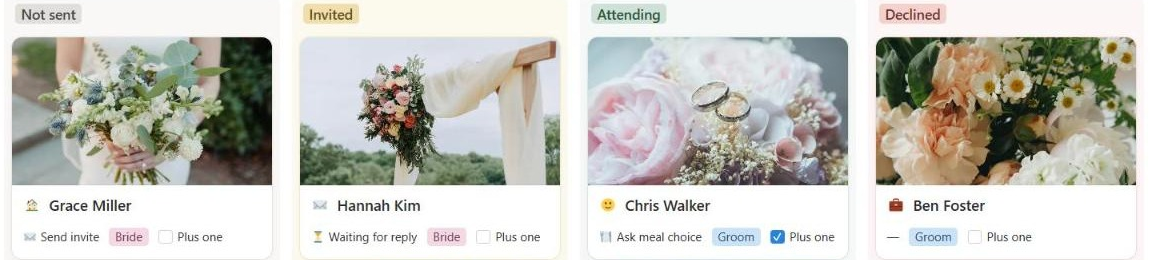 Not sent
Invited
Attending
Declined
Grace Miller
Send invite Bride Plus one
Hannah Kim
Waiting for reply Bride Plus one
Chris Walker
Ask meal choice Groom Plus one
Ben Foster
— Groom Plus one